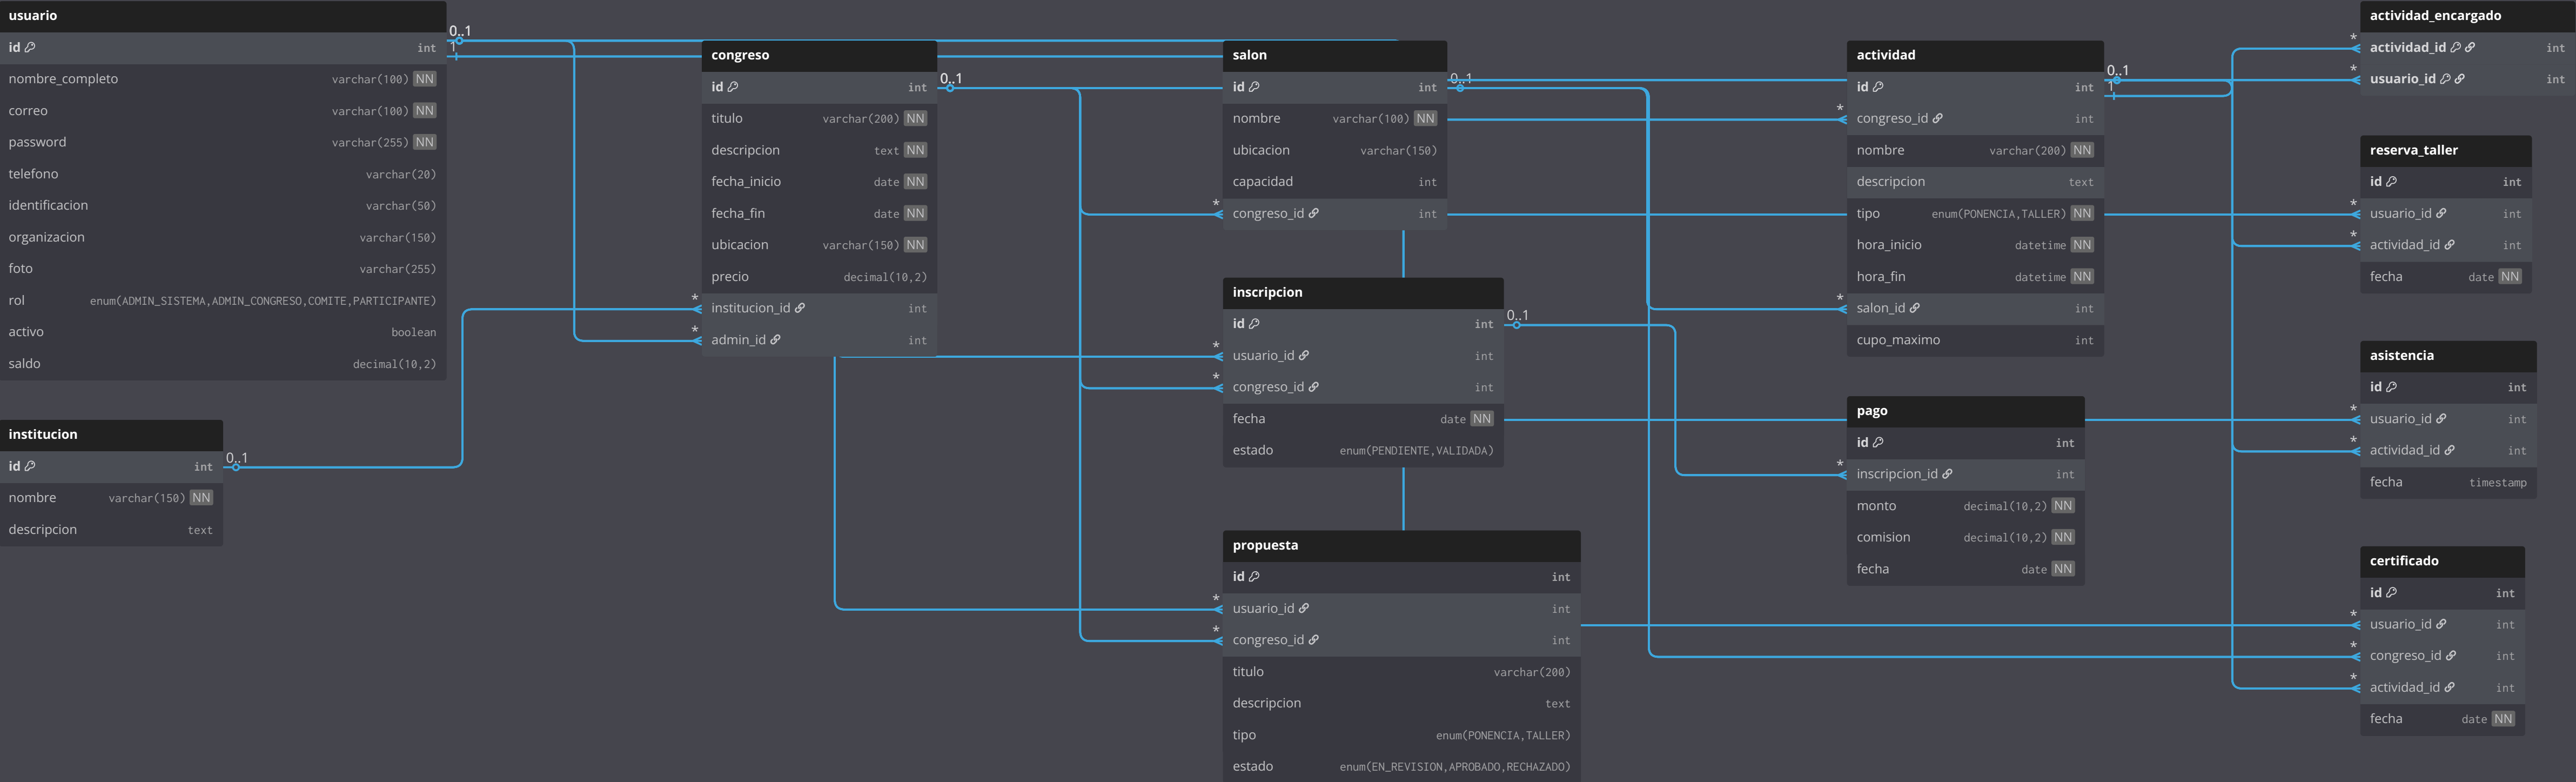 usuario
id int
nombre_completo varchar(100) NN
correo varchar(100) NN
password varchar(255) NN
telefono varchar(20)
identificacion varchar(50)
organizacion varchar(150)
foto varchar(255)
rol enum(ADMIN_SISTEMA,ADMIN_CONGRESO,COMITE,PARTICIPANTE)
activo boolean
saldo decimal(10,2)
0..1
1
institucion
id int
nombre varchar(150) NN
descripcion text
0..1
congreso
id int
titulo varchar(200) NN
descripcion text NN
fecha_inicio date NN
fecha_fin date NN
ubicacion varchar(150) NN
precio decimal(10,2)
* institucion_id int
* admin_id int
0..1
salon
id int
nombre varchar(100) NN
ubicacion varchar(150)
capacidad int
* congreso_id int
0..1
inscripcion
id int
* usuario_id int
* congreso_id int
fecha date NN
estado enum(PENDIENTE,VALIDADA)
0..1
propuesta
id int
* usuario_id int
* congreso_id int
titulo varchar(200)
descripcion text
tipo enum(PONENCIA,TALLER)
estado enum(EN_REVISION,APROBADO,RECHAZADO)
actividad
id int
* congreso_id int
nombre varchar(200) NN
descripcion text
tipo enum(PONENCIA,TALLER) NN
hora_inicio datetime NN
hora_fin datetime NN
* salon_id int
cupo_maximo int
0..1
1
pago
id int
* inscripcion_id int
monto decimal(10,2) NN
comision decimal(10,2) NN
fecha date NN
actividad_encargado
* actividad_id int
* usuario_id int
reserva_taller
id int
* usuario_id int
* actividad_id int
fecha date NN
asistencia
id int
* usuario_id int
* actividad_id int
fecha timestamp
certificado
id int
* usuario_id int
* congreso_id int
* actividad_id int
fecha date NN